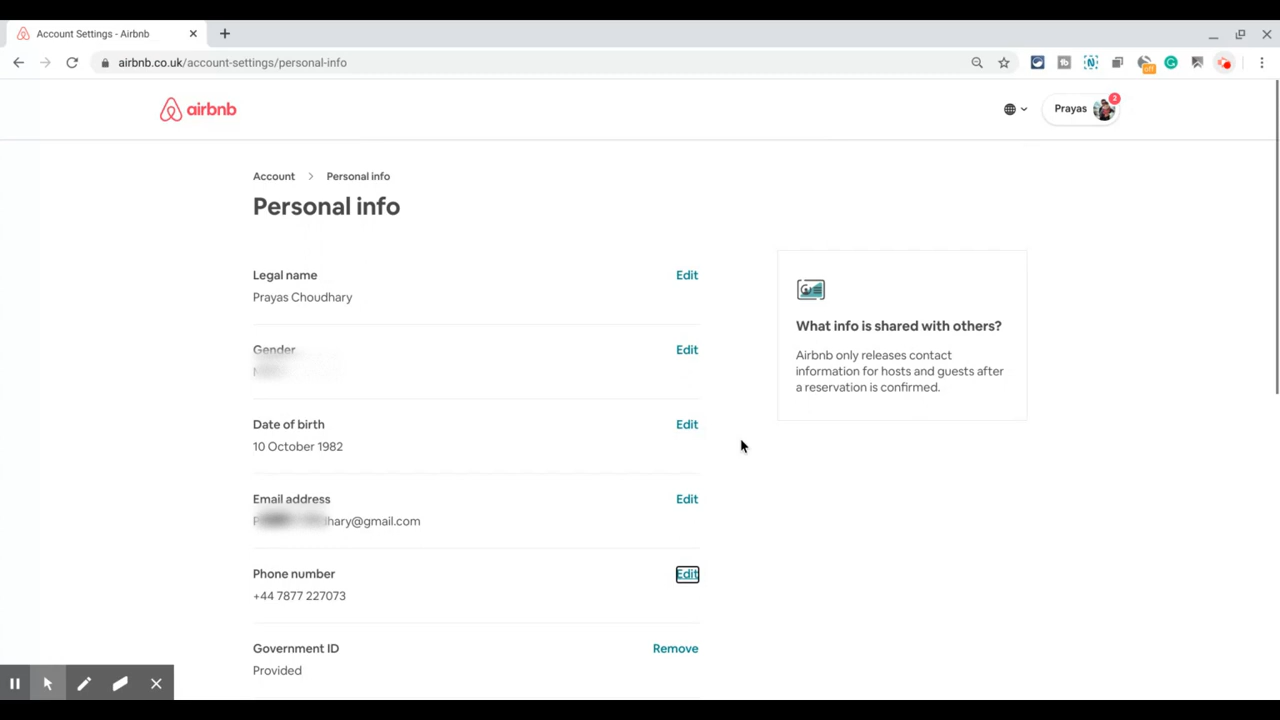 Account Settings - Airbnb
airbnb.co.uk/account-settings/personal-info
off
airbnb
Prayas
2
Account > Personal info
Personal info
Legal name
Edit
Prayas Choudhary
Gender
Edit
Date of birth
Edit
10 October 1982
Email address
Edit
hary@gmail.com
Phone number
Edit
+44 7877 227073
Government ID
Remove
Provided
What info is shared with others?
Airbnb only releases contact
information for hosts and guests after
a reservation is confirmed.